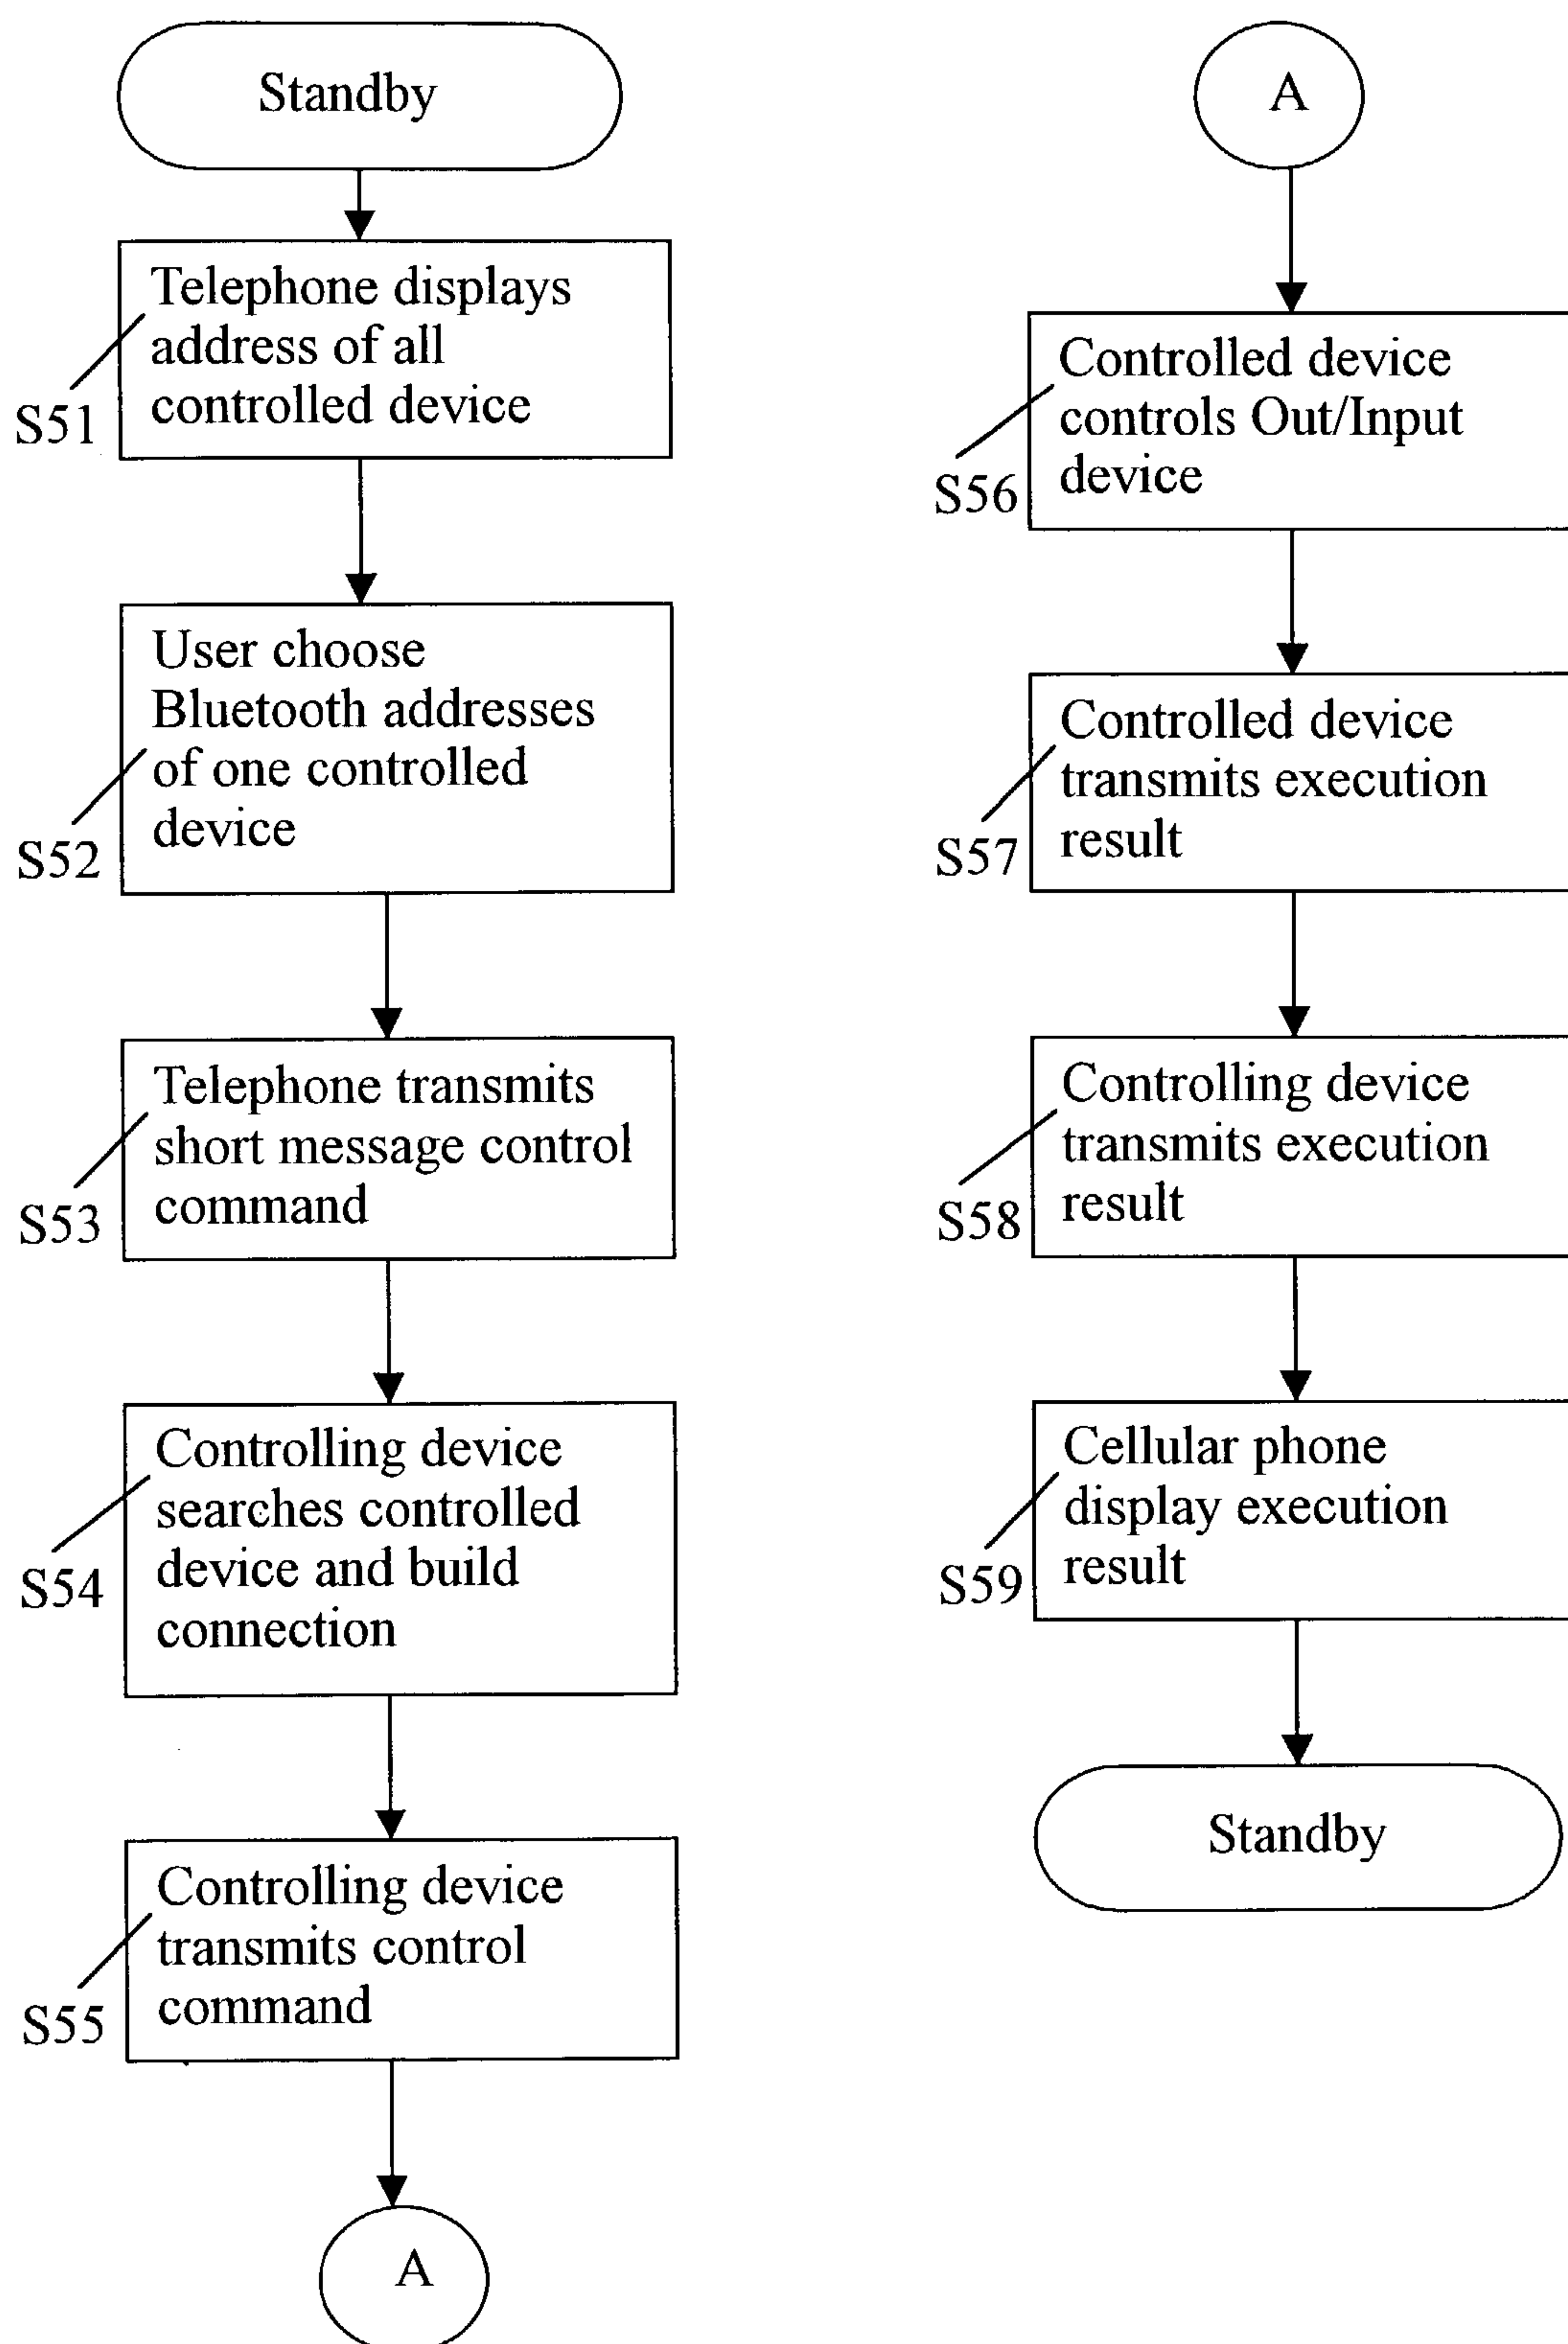 Standby
Telephone displays
address of all
controlled device
S51
User choose
Bluetooth addresses
of one controlled
device
S52
Telephone transmits
short message control
command
S53
Controlling device
searches controlled
device and build
connection
S54
Controlling device
transmits control
command
S55
A
A
Controlled device
controls Out/Input
device
S56
Controlled device
transmits execution
result
S57
Controlling device
transmits execution
result
S58
Cellular phone
display execution
result
S59
Standby